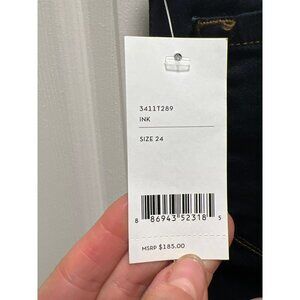 3411T289
INK
SIZE 24
8 86943 52318 5
MSRP $185.00